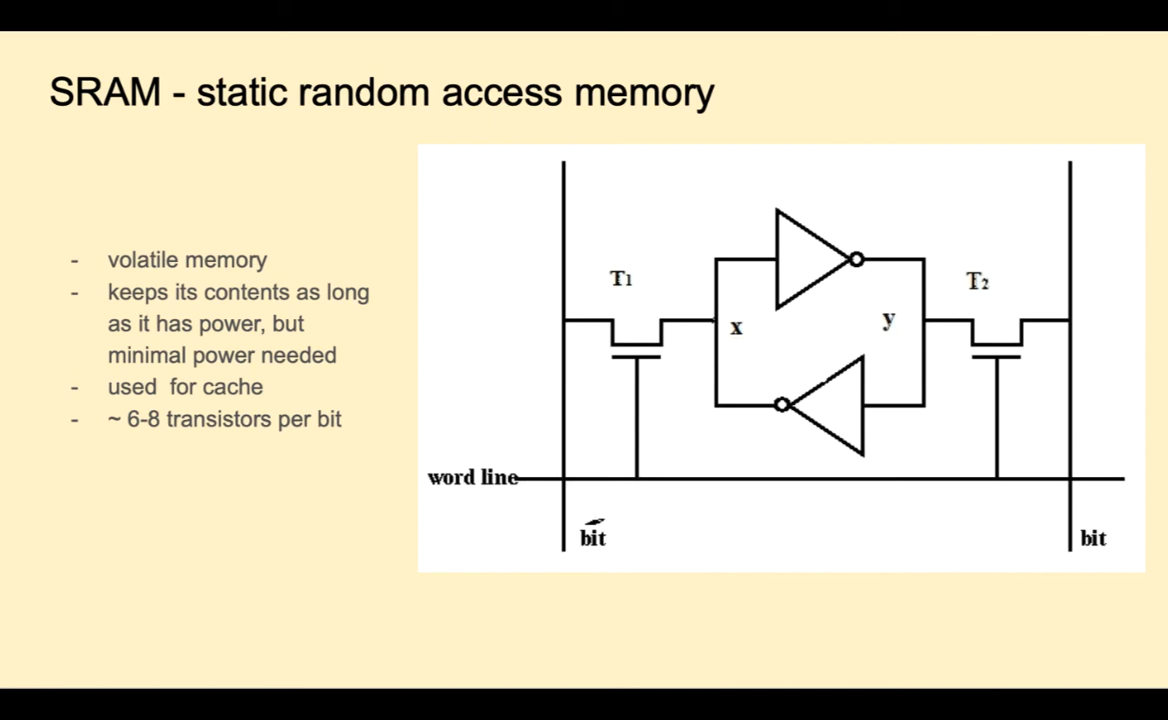 SRAM - static random access memory
- volatile memory
- keeps its contents as long
as it has power, but
minimal power needed
- used for cache
- ~ 6-8 transistors per bit
T1
T2
x
y
word line
bit
bit